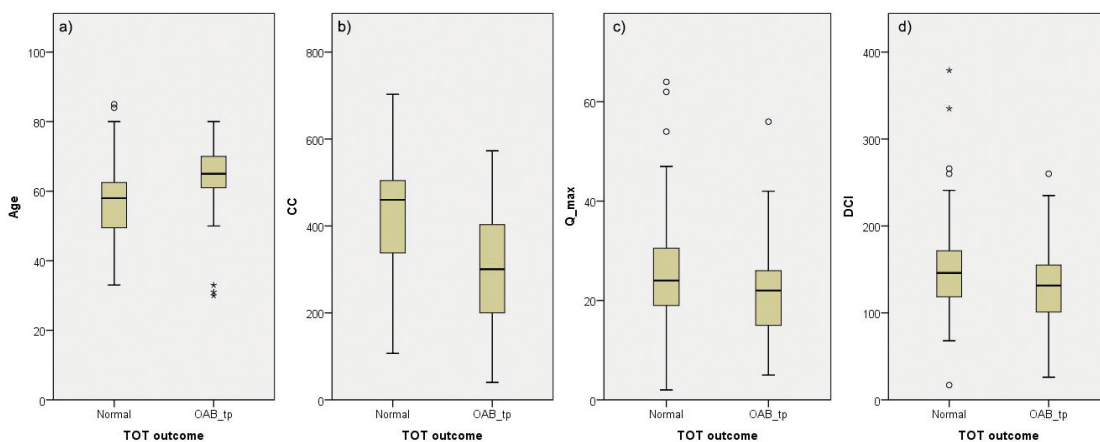 a)
100
80
60
40
20
0
Age
Normal OAB_tp
TOT outcome
b)
800
600
400
200
0
CC
Normal OAB_tp
TOT outcome
c)
60
40
20
0
Q_max
Normal OAB_tp
TOT outcome
d)
400
300
200
100
0
DCI
Normal OAB_tp
TOT outcome